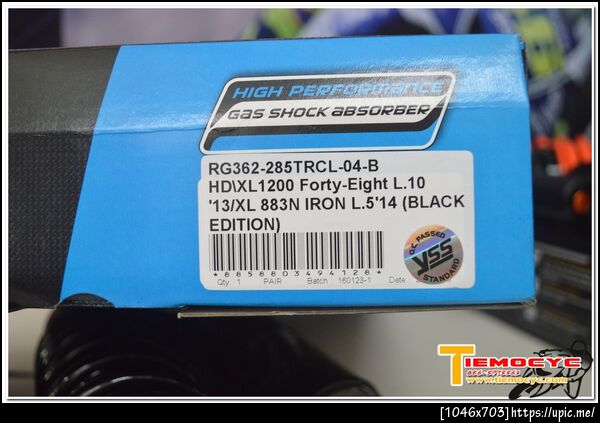 HIGH PERFORMANCE
Gas SHOCK aBSORBER
RG362-285TRCL-04-B
HD\XL1200 Forty-Eight L.10
'13/XL 883N IRON L.5'14 (BLACK
EDITION)
Q.C PASSED
YSS
STANDARD
*8858803494128*
Qty. 1 PAIR Batch : 160123-1 Date
TIEMOCYC
www.tiemocyc.com
[1046x703]https://upic.me/